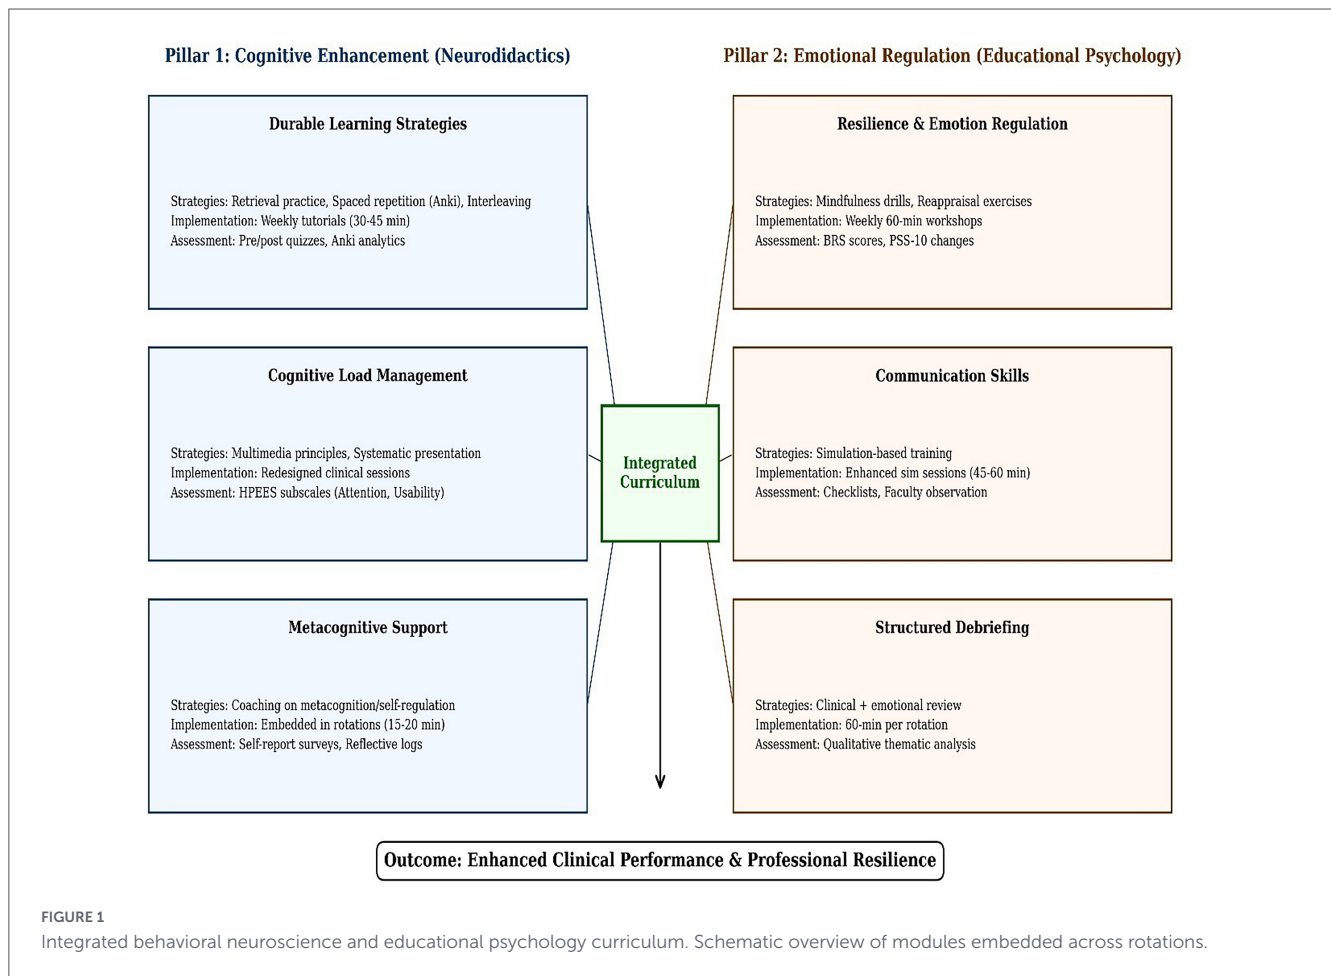 Pillar 1: Cognitive Enhancement (Neurodidactics)
Durable Learning Strategies
Strategies: Retrieval practice, Spaced repetition (Anki), Interleaving
Implementation: Weekly tutorials (30-45 min)
Assessment: Pre/post quizzes, Anki analytics
Cognitive Load Management
Strategies: Multimedia principles, Systematic presentation
Implementation: Redesigned clinical sessions
Assessment: HPEES subscales (Attention, Usability)
Metacognitive Support
Strategies: Coaching on metacognition/self-regulation
Implementation: Embedded in rotations (15-20 min)
Assessment: Self-report surveys, Reflective logs
Pillar 2: Emotional Regulation (Educational Psychology)
Resilience & Emotion Regulation
Strategies: Mindfulness drills, Reappraisal exercises
Implementation: Weekly 60-min workshops
Assessment: BRS scores, PSS-10 changes
Communication Skills
Strategies: Simulation-based training
Implementation: Enhanced sim sessions (45-60 min)
Assessment: Checklists, Faculty observation
Structured Debriefing
Strategies: Clinical + emotional review
Implementation: 60-min per rotation
Assessment: Qualitative thematic analysis
Integrated
Curriculum
Outcome: Enhanced Clinical Performance & Professional Resilience
FIGURE 1
Integrated behavioral neuroscience and educational psychology curriculum. Schematic overview of modules embedded across rotations.